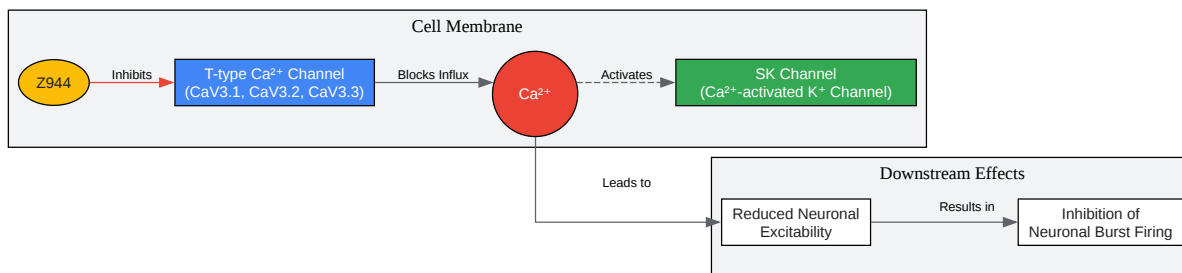 Cell Membrane
Z944
Inhibits
T-type Ca²⁺ Channel
(CaV3.1, CaV3.2, CaV3.3)
Blocks Influx
Ca²⁺
Activates
SK Channel
(Ca²⁺-activated K⁺ Channel)
Leads to
Downstream Effects
Reduced Neuronal
Excitability
Results in
Inhibition of
Neuronal Burst Firing